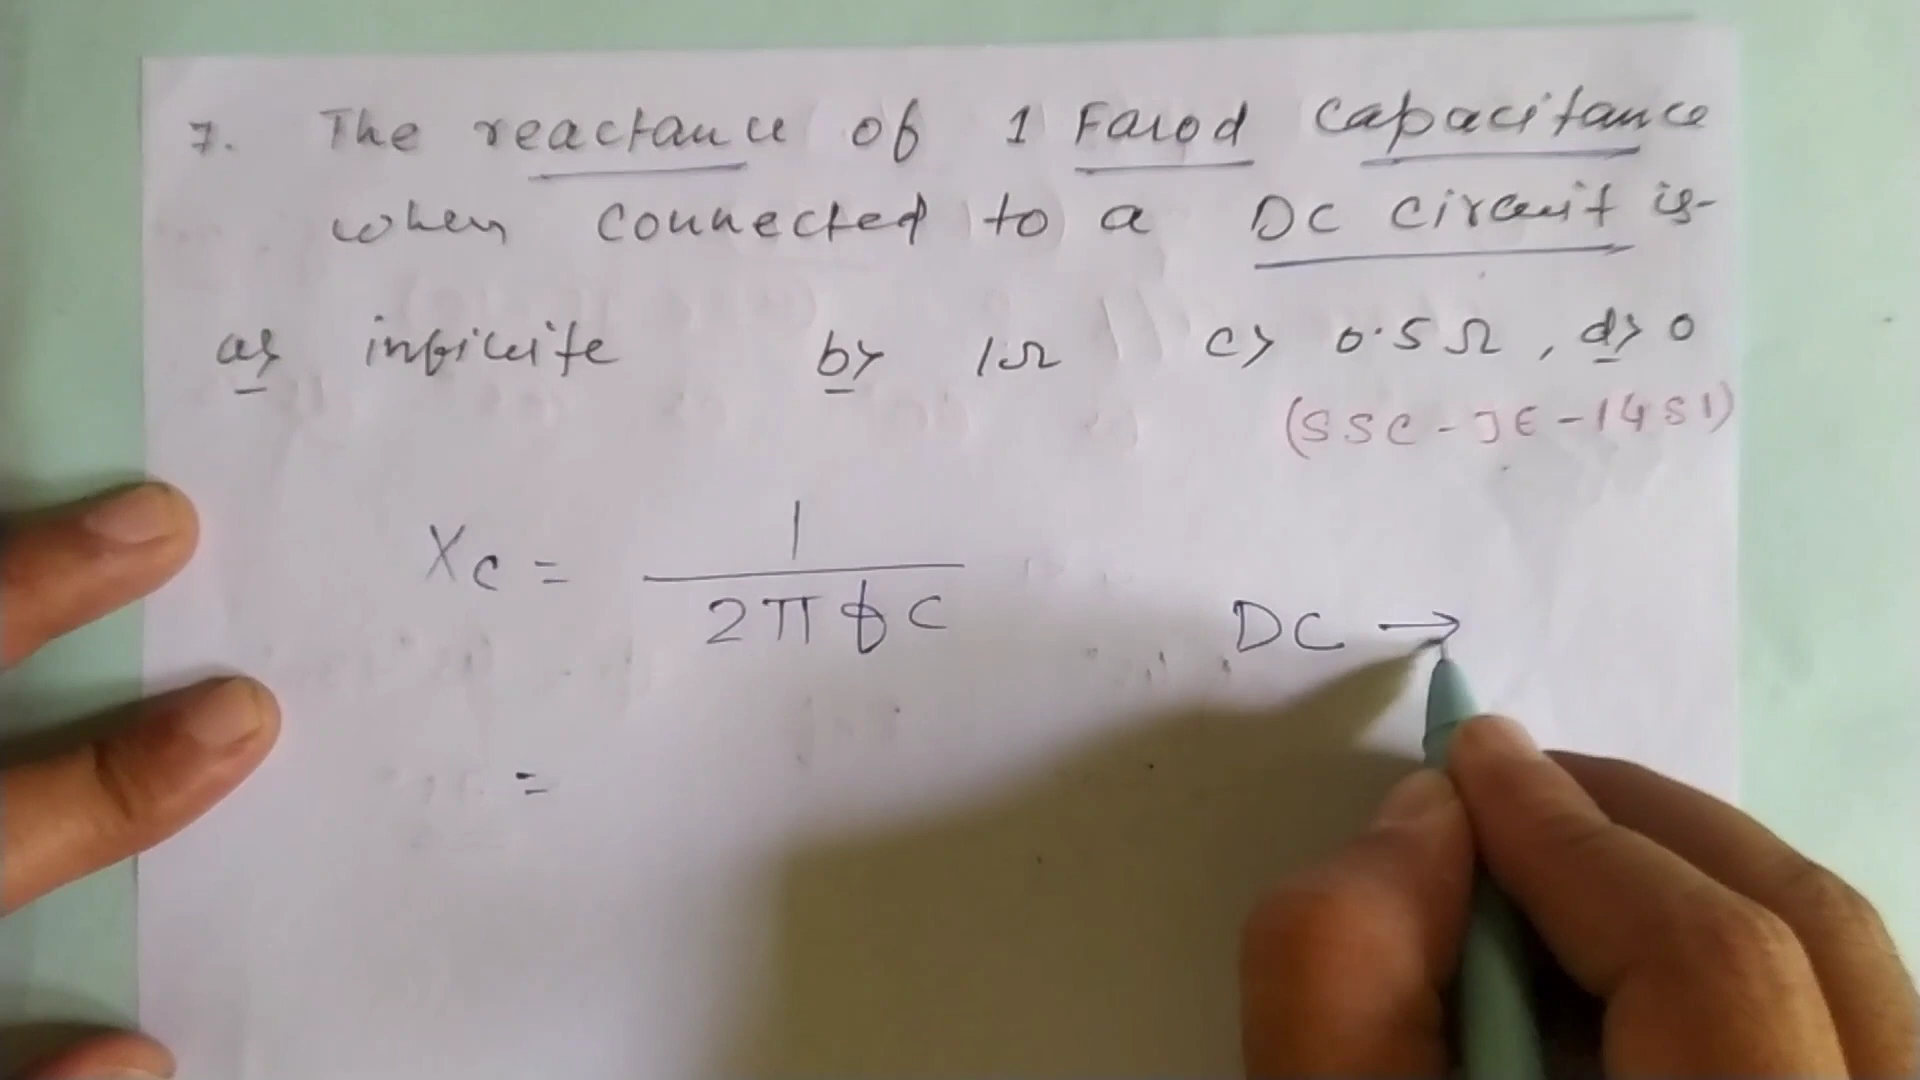 7. The reactance of 1 Farad capacitance
when connected to a DC circuit is-
a> infinite b> 1Ω c> 0.5Ω, d> 0
(SSC-JE-14S1)
Xc = 1
2πfc
DC →
=